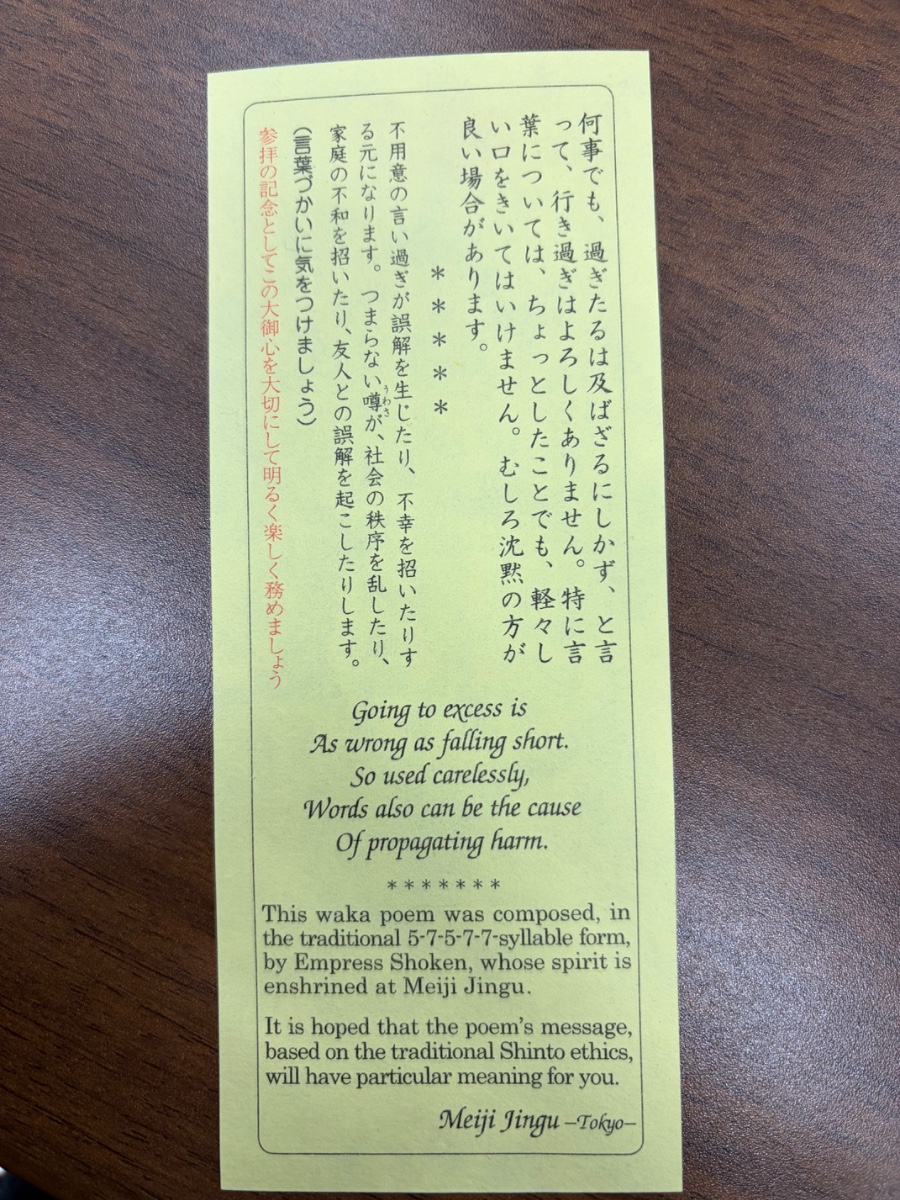 何事でも、過ぎたるは及ばざるにしかず、と言
って、行き過ぎはよろしくありません。特に言
葉については、ちょっとしたことでも、軽々し
い口をきいてはいけません。むしろ沈黙の方が
良い場合があります。
＊＊＊＊＊
不用意の言い過ぎが誤解を生じたり、不幸を招いたりす
る元になります。つまらない噂が、社会の秩序を乱したり、
うわさ
家庭の不和を招いたり、友人との誤解を起こしたりします。
（言葉づかいに気をつけましょう）
参拝の記念としてこの大御心を大切にして明るく楽しく務めましょう
Going to excess is
As wrong as falling short.
So used carelessly,
Words also can be the cause
Of propagating harm.
*******
This waka poem was composed, in
the traditional 5-7-5-7-7-syllable form,
by Empress Shoken, whose spirit is
enshrined at Meiji Jingu.
It is hoped that the poem's message,
based on the traditional Shinto ethics,
will have particular meaning for you.
Meiji Jingu –Tokyo–